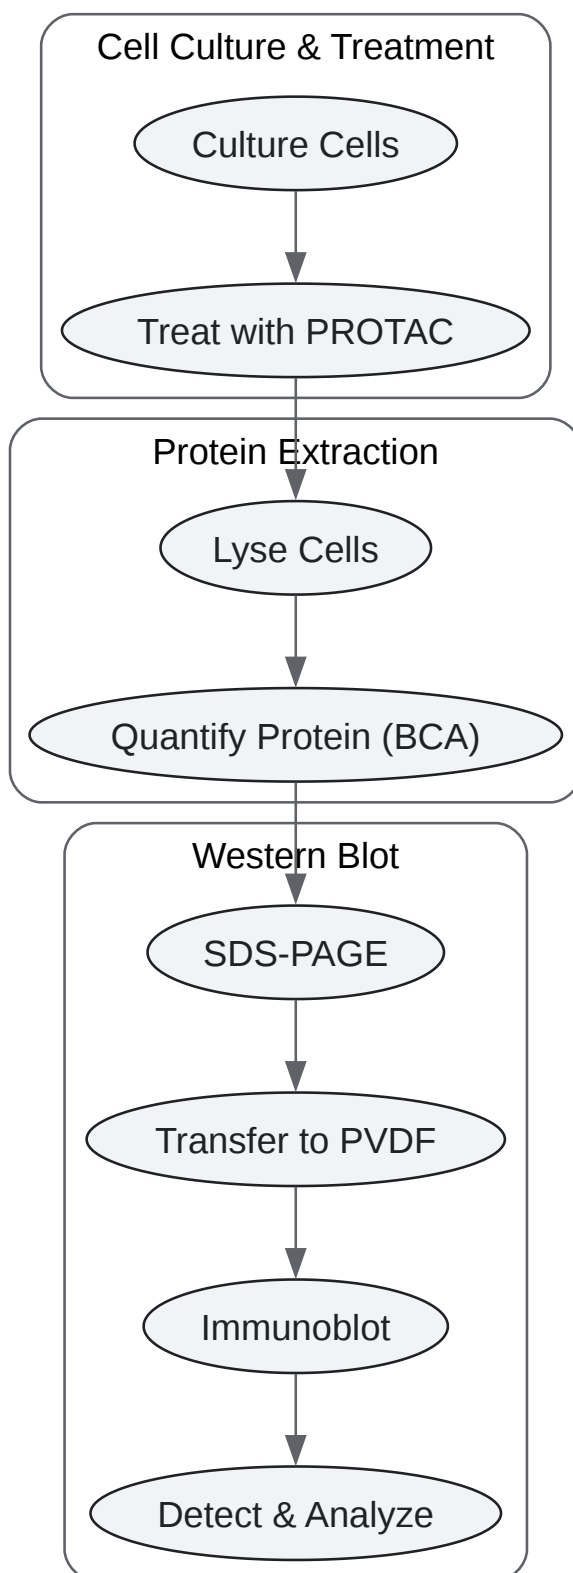 Cell Culture & Treatment
Culture Cells
Treat with PROTAC
Protein Extraction
Lyse Cells
Quantify Protein (BCA)
Western Blot
SDS-PAGE
Transfer to PVDF
Immunoblot
Detect & Analyze